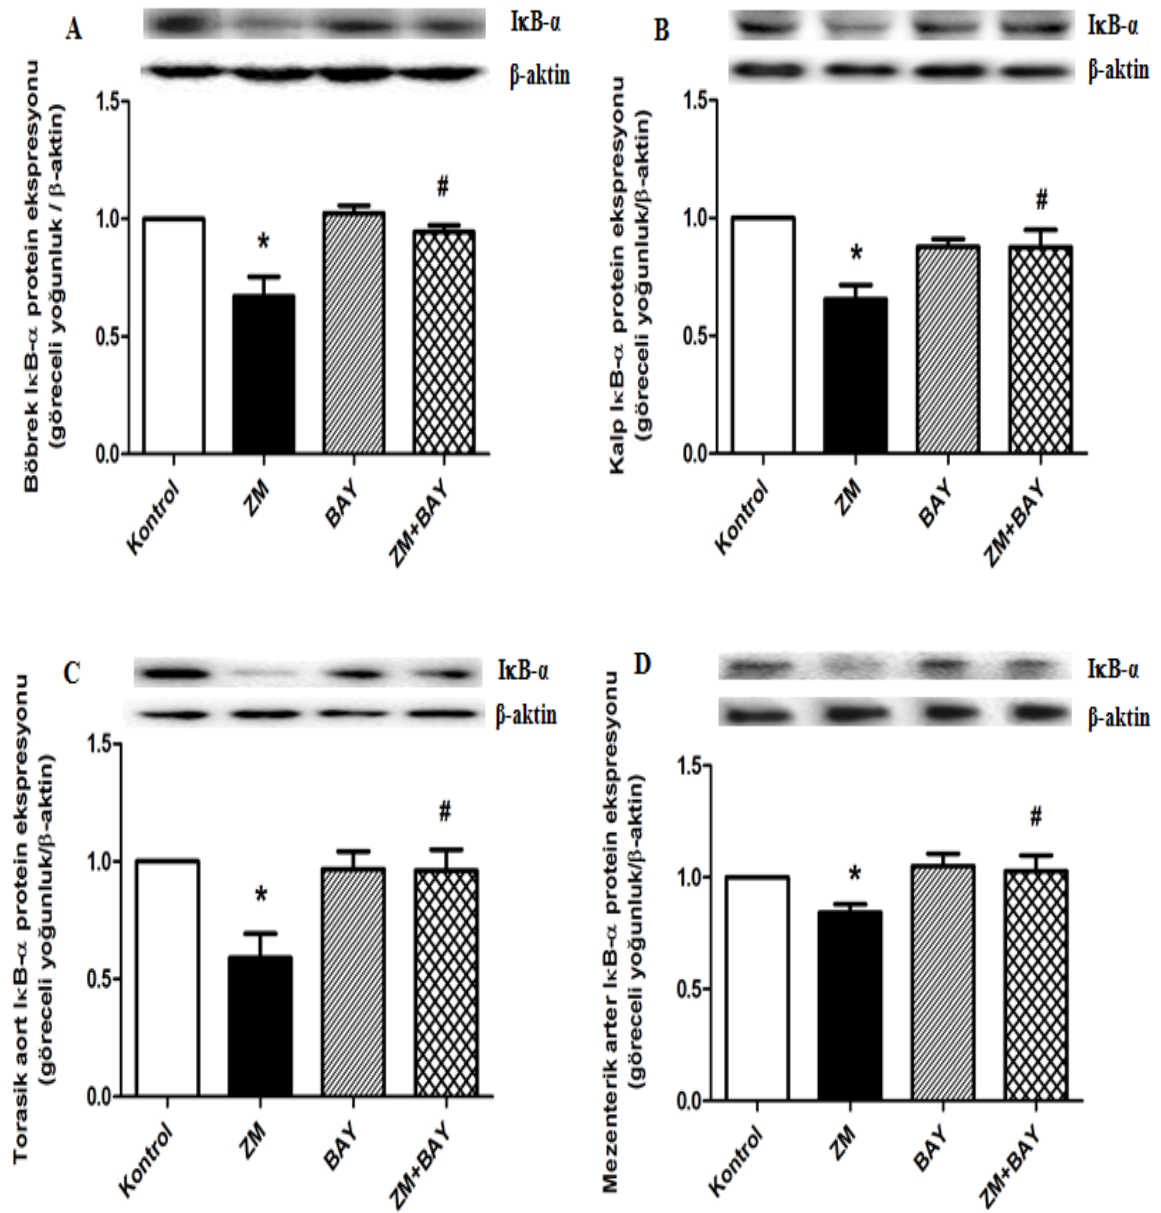 A
IκB-α
β-aktin
Böbrek IκB-α protein ekspresyonu
(göreceli yoğunluk / β-aktin)
1.5
1.0
0.5
0.0
*
#
Kontrol
ZM
BAY
ZM+BAY
B
IκB-α
β-aktin
Kalp IκB-α protein ekspresyonu
(göreceli yoğunluk/β-aktin)
1.5
1.0
0.5
0.0
*
#
Kontrol
ZM
BAY
ZM+BAY
C
IκB-α
β-aktin
Torasik aort IκB-α protein ekspresyonu
(göreceli yoğunluk/β-aktin)
1.5
1.0
0.5
0.0
*
#
Kontrol
ZM
BAY
ZM+BAY
D
IκB-α
β-aktin
Mezenterik arter IκB-α protein ekspresyonu
(göreceli yoğunluk/β-aktin)
1.5
1.0
0.5
0.0
*
#
Kontrol
ZM
BAY
ZM+BAY